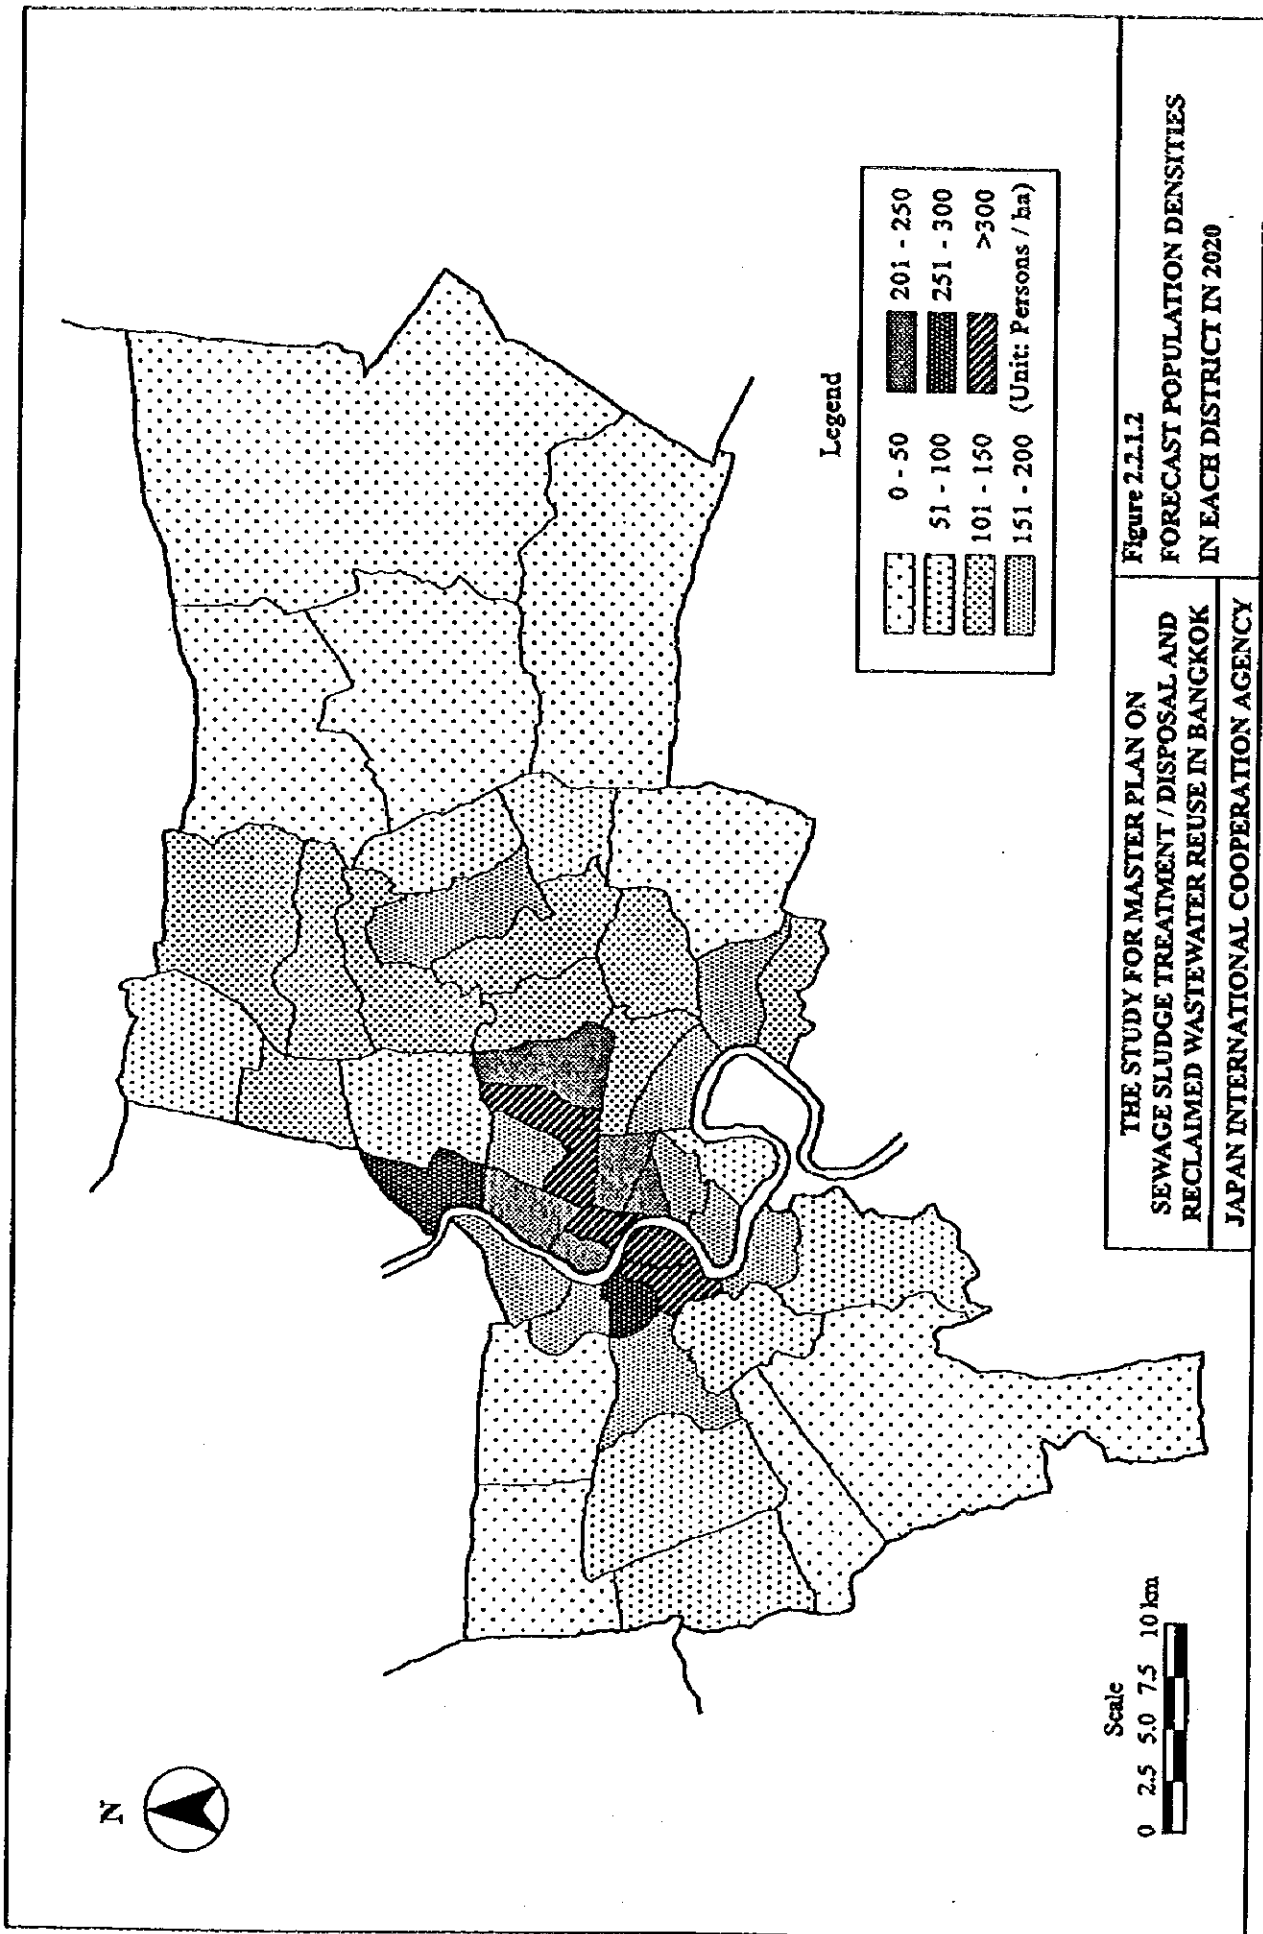 N
Scale
0 2.5 5.0 7.5 10 km
Legend
0 - 50
51 - 100
101 - 150
151 - 200
201 - 250
251 - 300
>300
(Unit: Persons / ha)
THE STUDY FOR MASTER PLAN ON
SEWAGE SLUDGE TREATMENT / DISPOSAL AND
RECLAIMED WASTEWATER REUSE IN BANGKOK
JAPAN INTERNATIONAL COOPERATION AGENCY
Figure 2.2.1.2
FORECAST POPULATION DENSITIES
IN EACH DISTRICT IN 2020